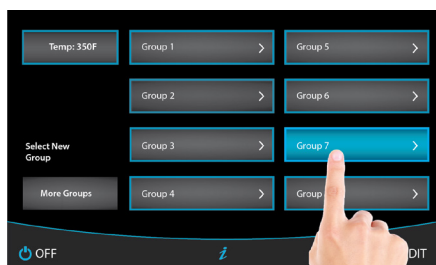 Temp: 350F
Group 1
Group 5
Group 2
Group 6
Select New
Group
Group 3
Group 7
More Groups
Group 4
Group
OFF
i
DIT